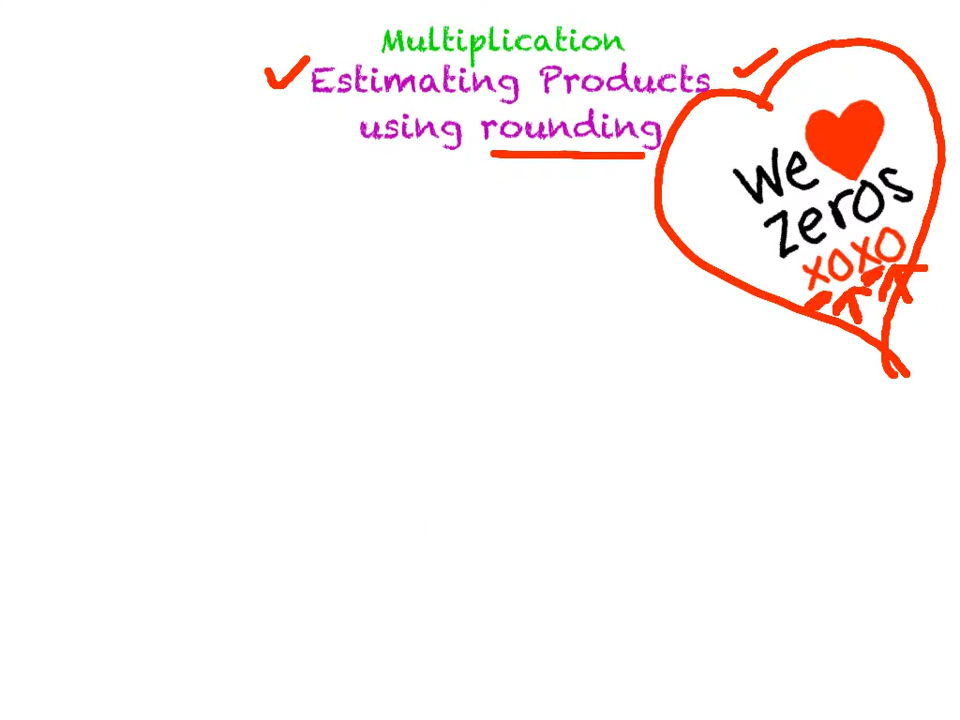 Multiplication
Estimating Products
using rounding
We
zeros
xoxo